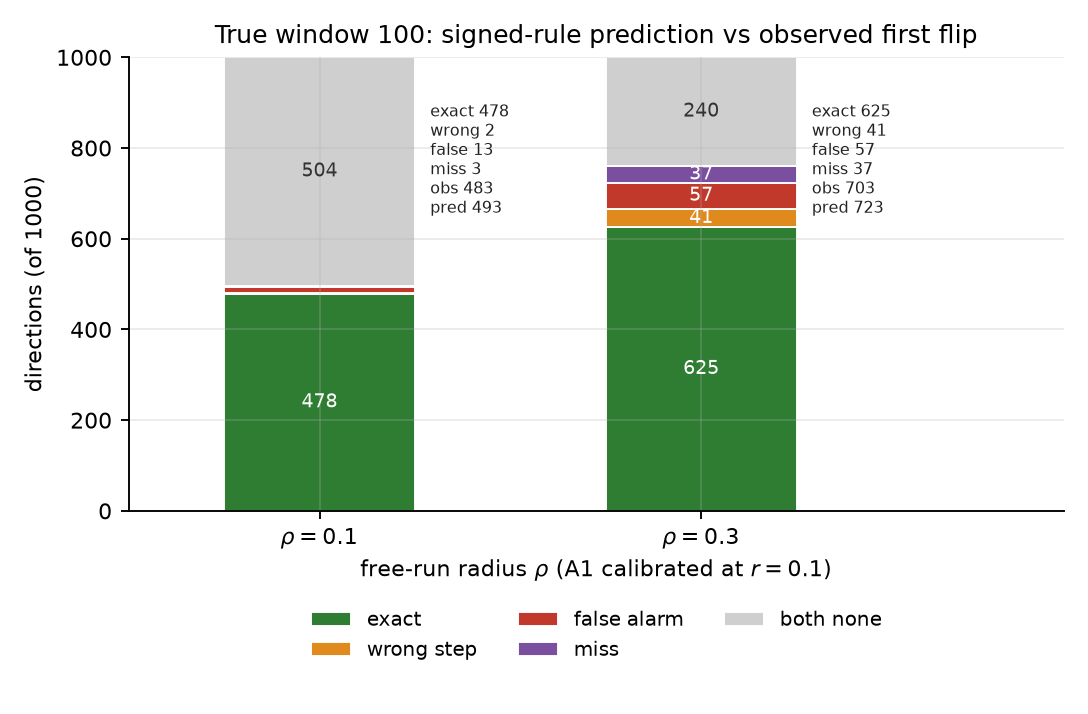 True window 100: signed-rule prediction vs observed first flip
directions (of 1000)
1000
800
600
400
200
0
504
478
exact 478
wrong 2
false 13
miss 3
obs 483
pred 493
240
37
57
41
625
exact 625
wrong 41
false 57
miss 37
obs 703
pred 723
ρ = 0.1
ρ = 0.3
free-run radius ρ (A1 calibrated at r = 0.1)
exact
wrong step
false alarm
miss
both none